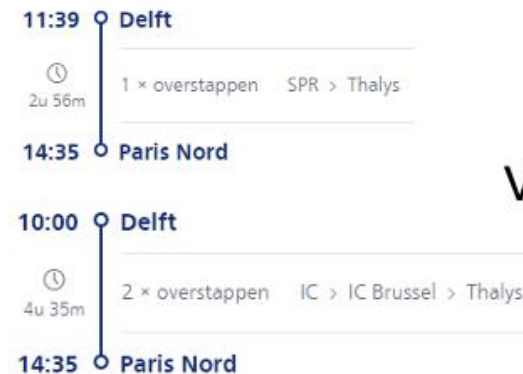 11:39 Delft
2u 56m 1 × overstappen SPR > Thalys
14:35 Paris Nord
V
10:00 Delft
4u 35m 2 × overstappen IC > IC Brussel > Thalys
14:35 Paris Nord